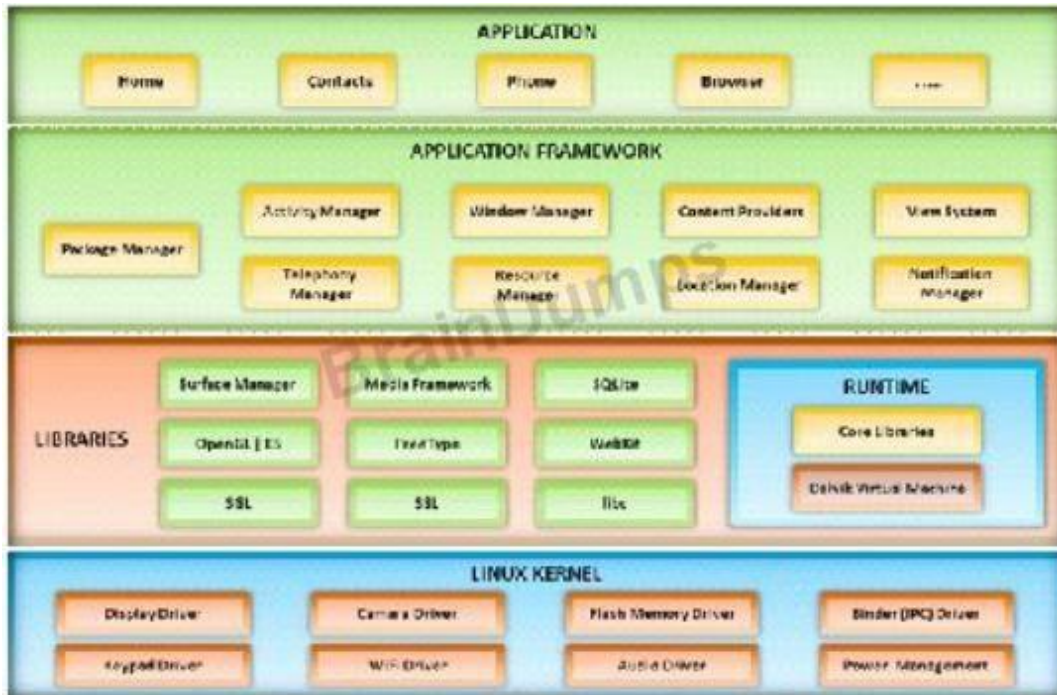 APPLICATION
Home
Contacts
Phone
Browser
....
APPLICATION FRAMEWORK
Package Manager
Activity Manager
Window Manager
Content Providers
View System
Telephony
Manager
Resource
Manager
Location Manager
Notification
Manager
LIBRARIES
Surface Manager
Media Framework
SQLite
OpenGL | ES
FreeType
WebKit
SSL
SSL
libc
RUNTIME
Core Libraries
Dalvik Virtual Machine
LINUX KERNEL
Display Driver
Camera Driver
Flash Memory Driver
Binder (IPC) Driver
Keypad Driver
WiFi Driver
Audio Driver
Power Management
BrainDumps